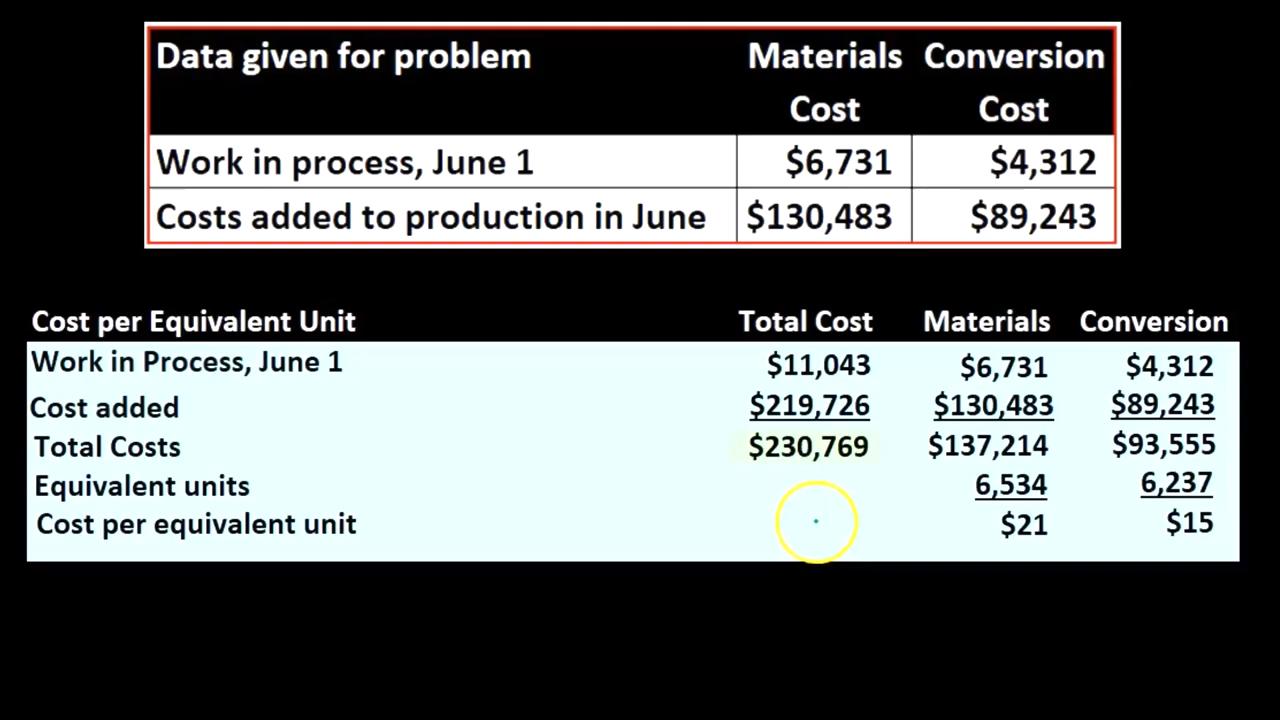 Data given for problem Materials Conversion
Cost Cost
Work in process, June 1 $6,731 $4,312
Costs added to production in June $130,483 $89,243
Cost per Equivalent Unit Total Cost Materials Conversion
Work in Process, June 1 $11,043 $6,731 $4,312
Cost added $219,726 $130,483 $89,243
Total Costs $230,769 $137,214 $93,555
Equivalent units 6,534 6,237
Cost per equivalent unit $21 $15